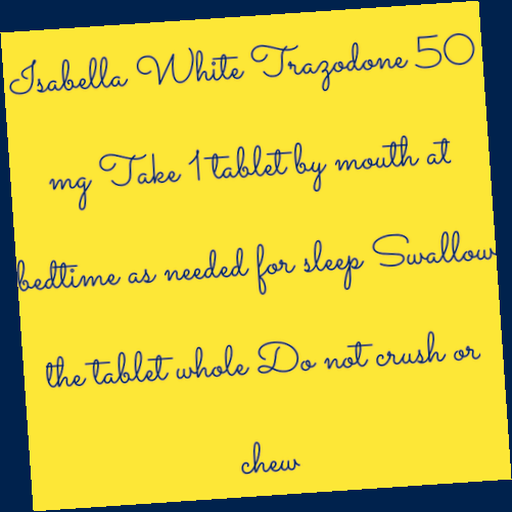 Isabella White Trazodone 50
mg Take 1 tablet by mouth at
bedtime as needed for sleep Swallow
the tablet whole Do not crush or
chew